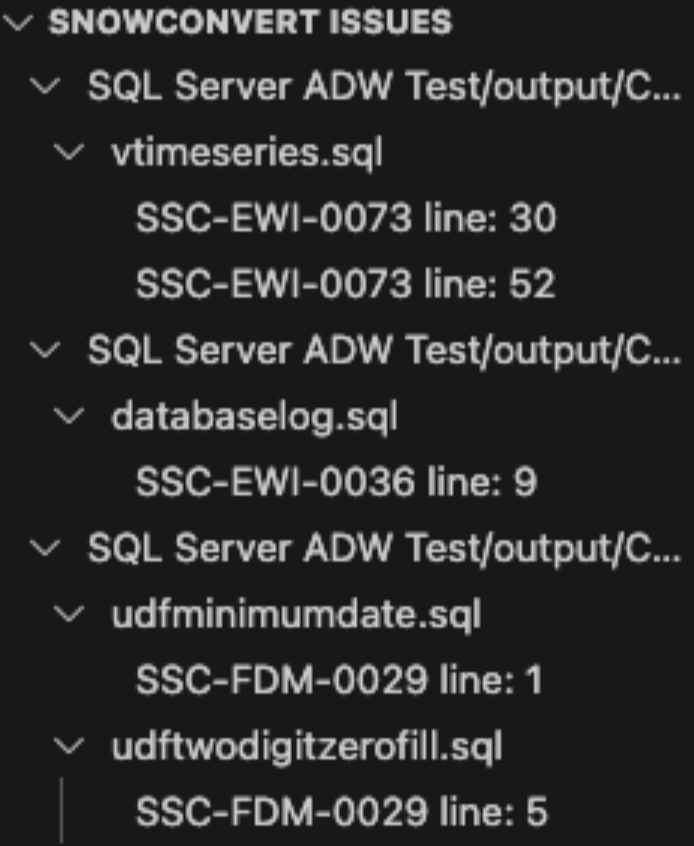 SNOWCONVERT ISSUES
SQL Server ADW Test/output/C...
vtimeseries.sql
SSC-EWI-0073 line: 30
SSC-EWI-0073 line: 52
SQL Server ADW Test/output/C...
databaselog.sql
SSC-EWI-0036 line: 9
SQL Server ADW Test/output/C...
udfminimumdate.sql
SSC-FDM-0029 line: 1
udftwodigitzerofill.sql
SSC-FDM-0029 line: 5